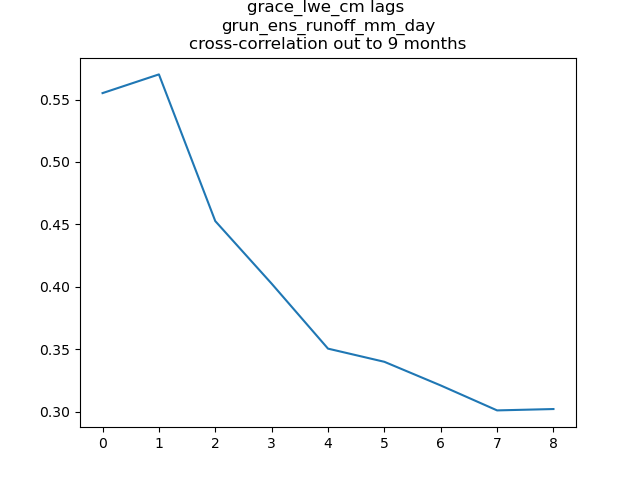 grace_lwe_cm lags
grun_ens_runoff_mm_day
cross-correlation out to 9 months
0.55
0.50
0.45
0.40
0.35
0.30
0 1 2 3 4 5 6 7 8